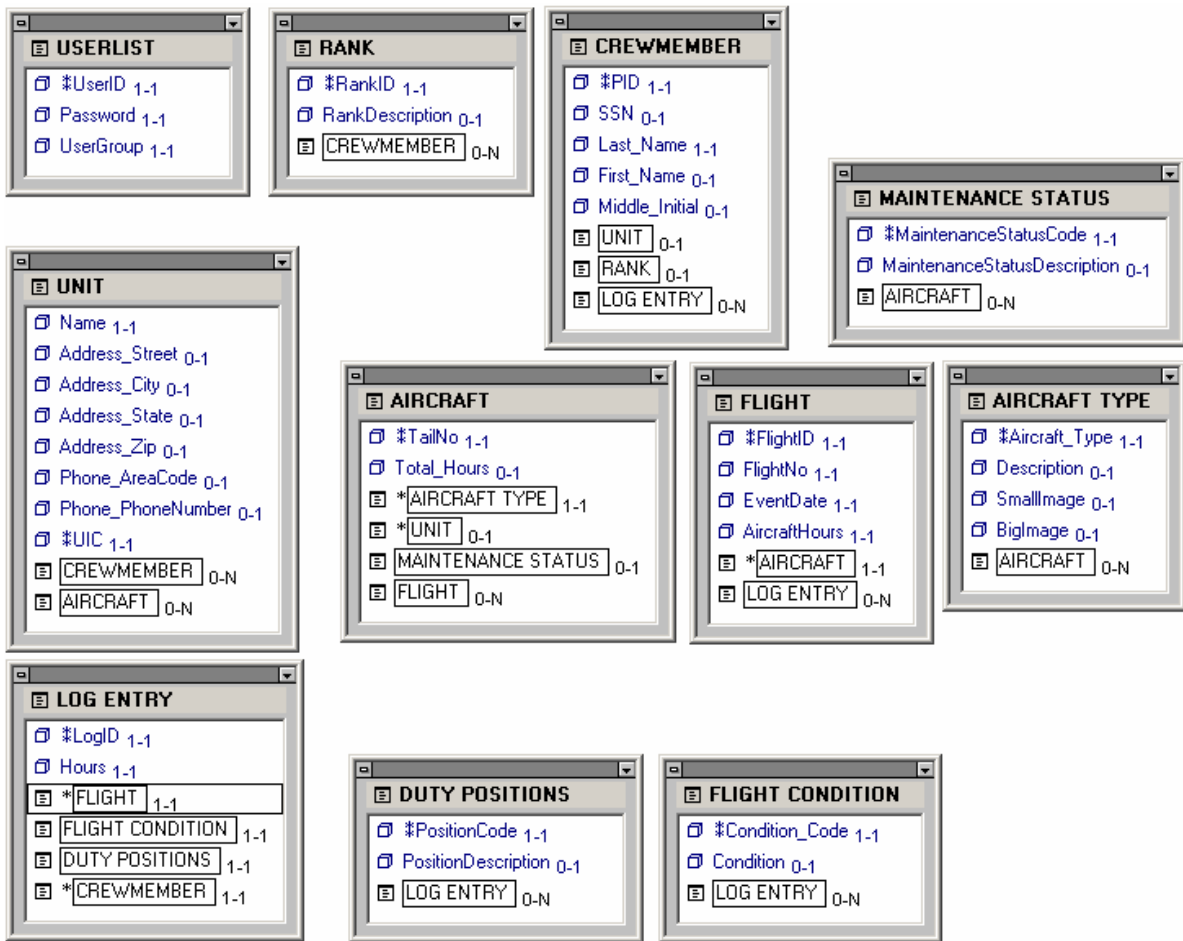 USERLIST
⁑UserID 1-1
Password 1-1
UserGroup 1-1
RANK
⁑RankID 1-1
RankDescription 0-1
CREWMEMBER 0-N
CREWMEMBER
⁑PID 1-1
SSN 0-1
Last_Name 1-1
First_Name 0-1
Middle_Initial 0-1
UNIT 0-1
RANK 0-1
LOG ENTRY 0-N
MAINTENANCE STATUS
⁑MaintenanceStatusCode 1-1
MaintenanceStatusDescription 0-1
AIRCRAFT 0-N
UNIT
Name 1-1
Address_Street 0-1
Address_City 0-1
Address_State 0-1
Address_Zip 0-1
Phone_AreaCode 0-1
Phone_PhoneNumber 0-1
⁑UIC 1-1
CREWMEMBER 0-N
AIRCRAFT 0-N
AIRCRAFT
⁑TailNo 1-1
Total_Hours 0-1
*AIRCRAFT TYPE 1-1
*UNIT 0-1
MAINTENANCE STATUS 0-1
FLIGHT 0-N
FLIGHT
⁑FlightID 1-1
FlightNo 1-1
EventDate 1-1
AircraftHours 1-1
*AIRCRAFT 1-1
LOG ENTRY 0-N
AIRCRAFT TYPE
⁑Aircraft_Type 1-1
Description 0-1
SmallImage 0-1
BigImage 0-1
AIRCRAFT 0-N
LOG ENTRY
⁑LogID 1-1
Hours 1-1
*FLIGHT 1-1
FLIGHT CONDITION 1-1
DUTY POSITIONS 1-1
*CREWMEMBER 1-1
DUTY POSITIONS
⁑PositionCode 1-1
PositionDescription 0-1
LOG ENTRY 0-N
FLIGHT CONDITION
⁑Condition_Code 1-1
Condition 0-1
LOG ENTRY 0-N